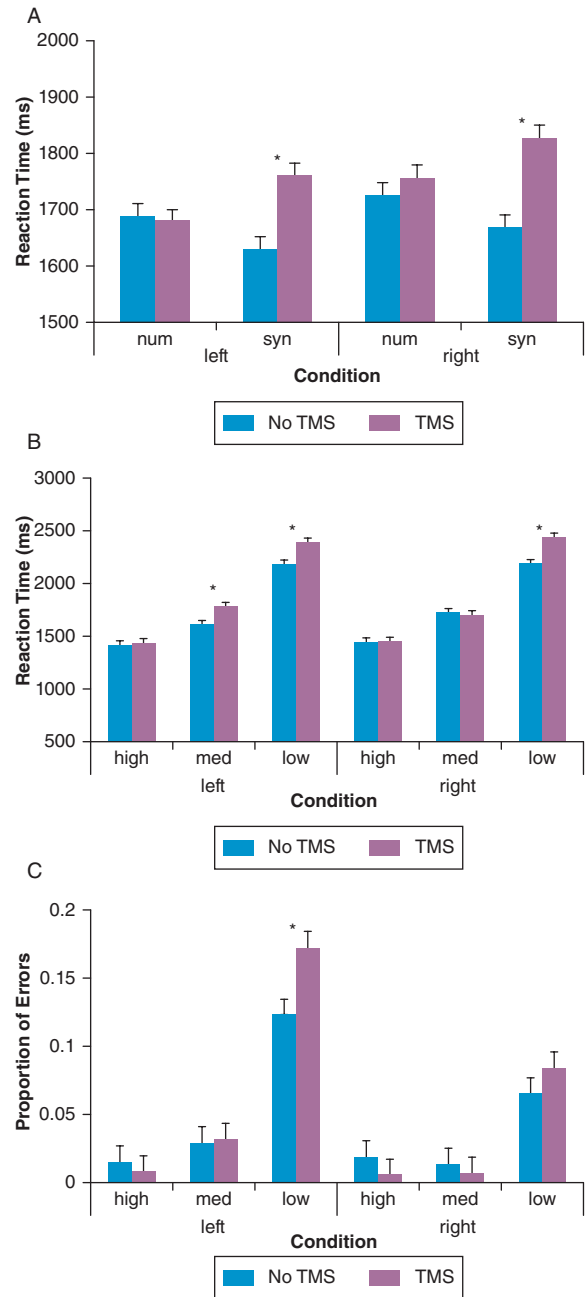 A
Reaction Time (ms)
2000
1900
1800
1700
1600
1500
*
*
num syn num syn
left right
Condition
No TMS TMS
B
Reaction Time (ms)
3000
2500
2000
1500
1000
500
*
*
*
high med low high med low
left right
Condition
No TMS TMS
C
Proportion of Errors
0.2
0.15
0.1
0.05
0
*
high med low high med low
left right
Condition
No TMS TMS